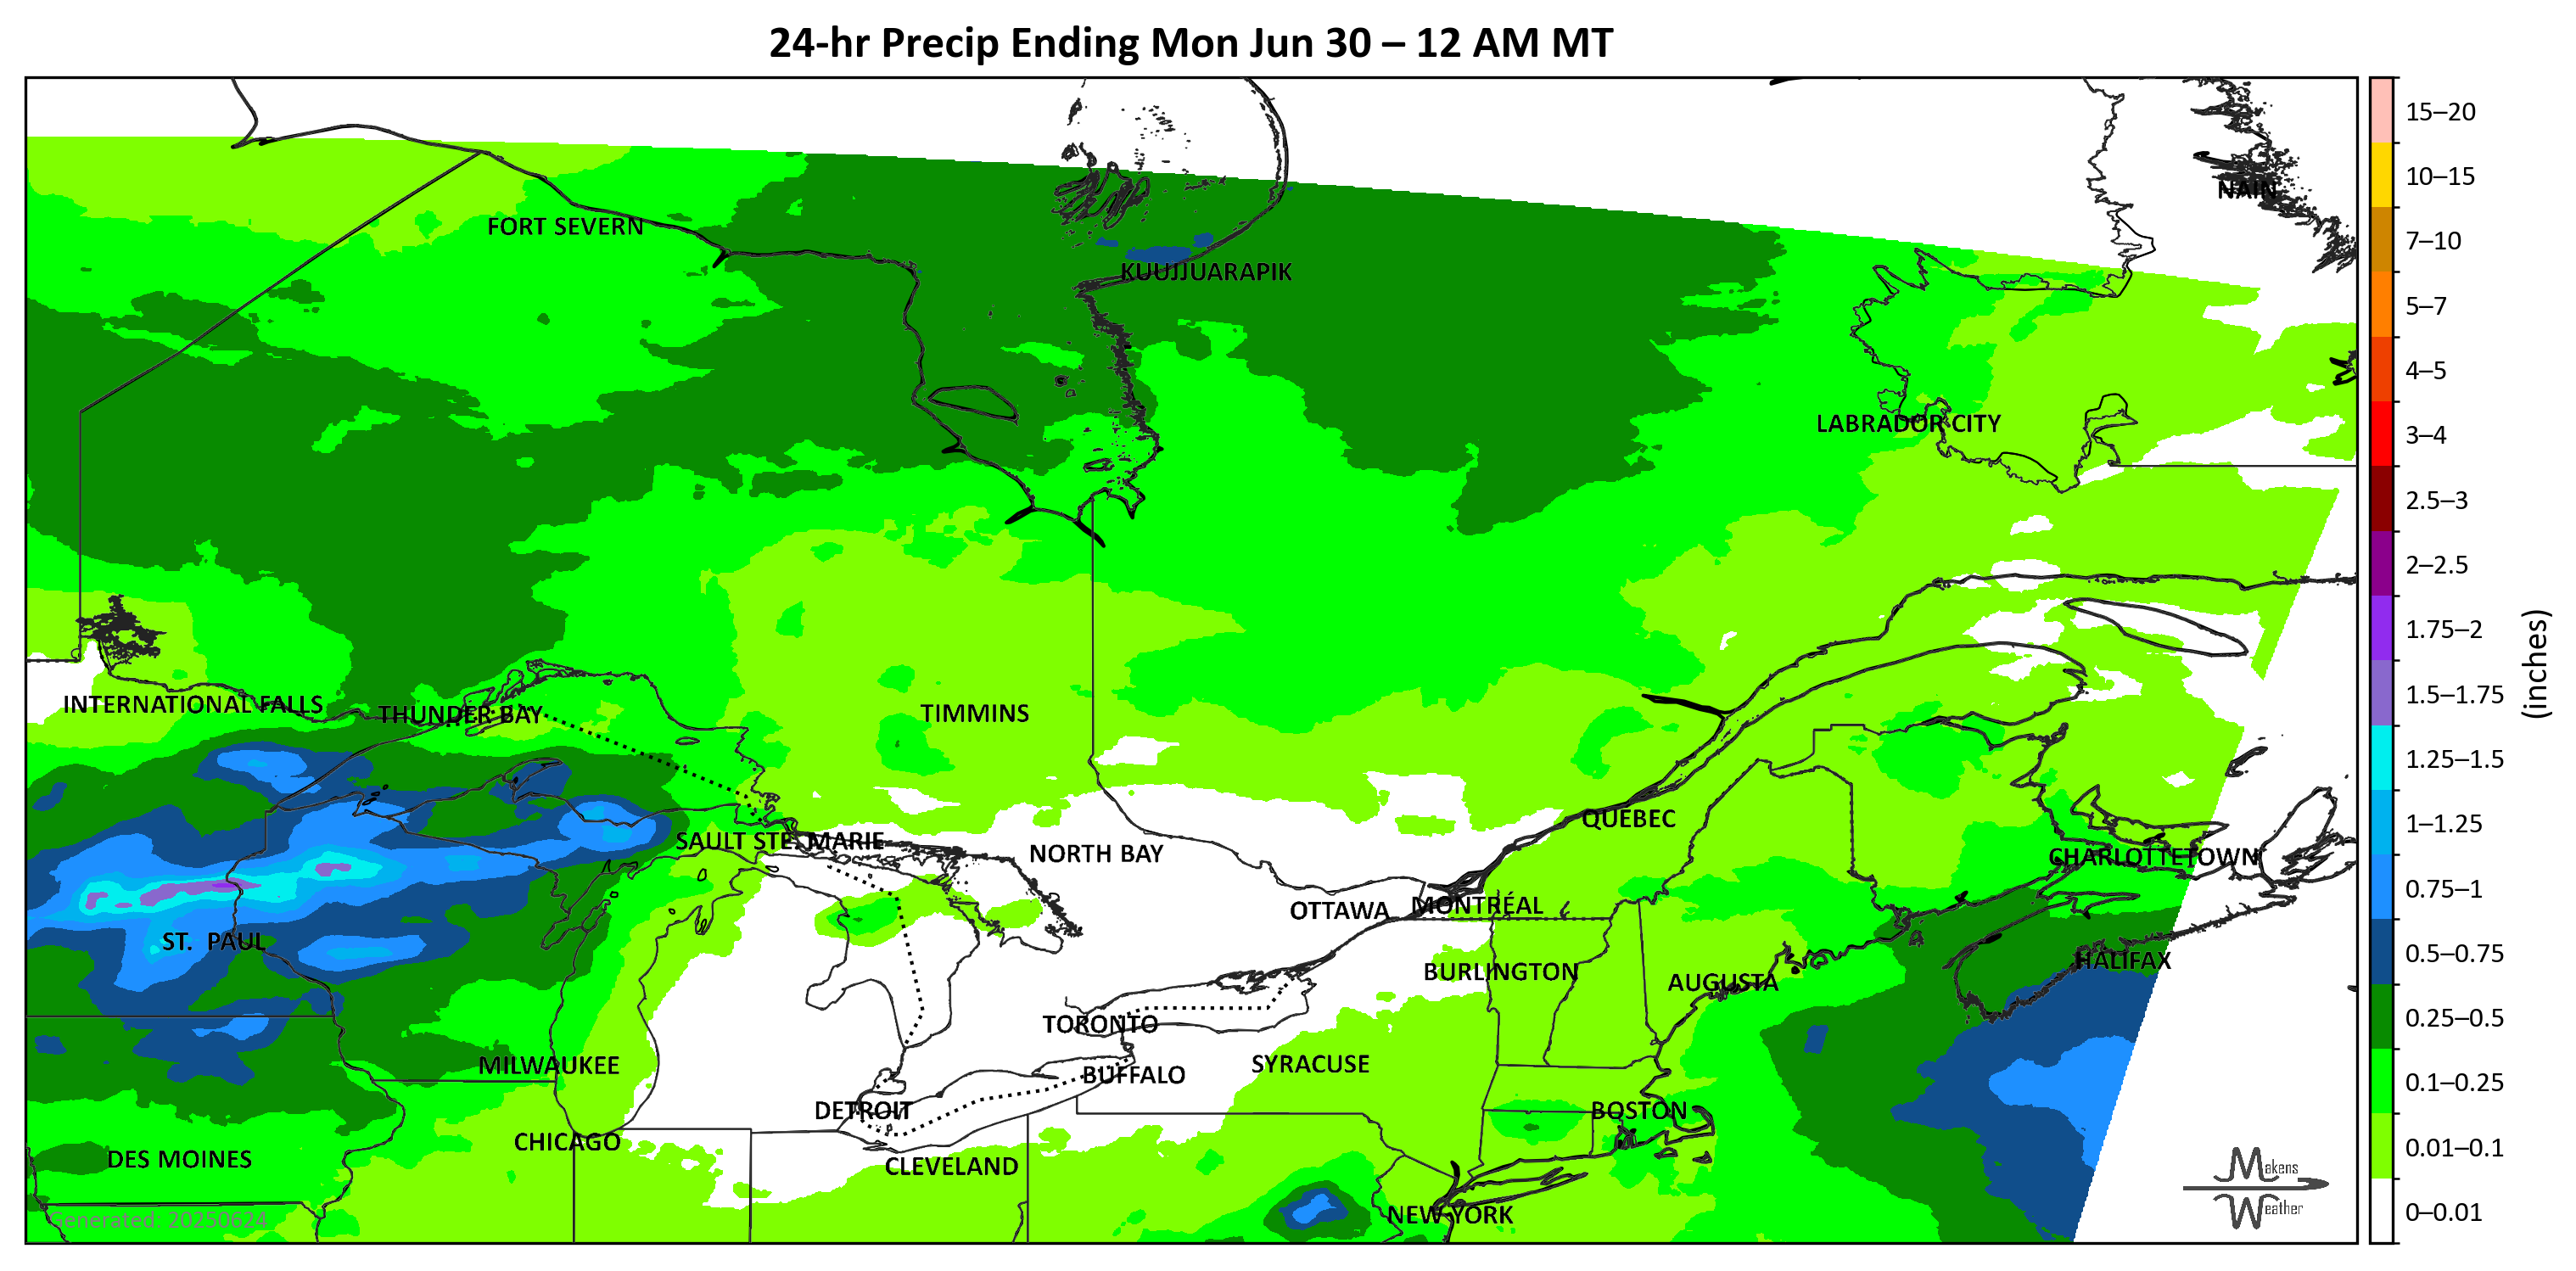 24-hr Precip Ending Mon Jun 30 – 12 AM MT
15–20
10–15
7–10
5–7
4–5
3–4
2.5–3
2–2.5
1.75–2
1.5–1.75
1.25–1.5
1–1.25
0.75–1
0.5–0.75
0.25–0.5
0.1–0.25
0.01–0.1
0–0.01
(inches)
NAIN
FORT SEVERN
KUUJJUARAPIK
LABRADOR CITY
INTERNATIONAL FALLS
THUNDER BAY
TIMMINS
QUEBEC
SAULT STE. MARIE
NORTH BAY
CHARLOTTETOWN
OTTAWA
MONTRÉAL
ST. PAUL
HALIFAX
BURLINGTON
AUGUSTA
TORONTO
MILWAUKEE
SYRACUSE
BUFFALO
DETROIT
BOSTON
CHICAGO
DES MOINES
CLEVELAND
NEW YORK
Generated: 20250624
Makens
Weather